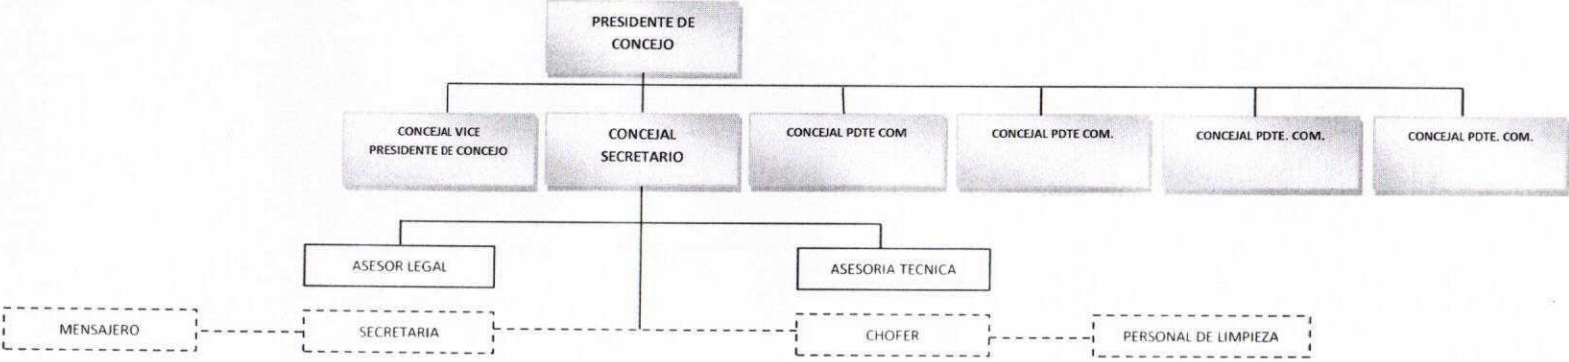 PRESIDENTE DE
CONCEJO
CONCEJAL VICE
PRESIDENTE DE CONCEJO
CONCEJAL
SECRETARIO
CONCEJAL PDTE COM
CONCEJAL PDTE COM.
CONCEJAL PDTE. COM.
CONCEJAL PDTE. COM.
ASESOR LEGAL
ASESORIA TECNICA
MENSAJERO
SECRETARIA
CHOFER
PERSONAL DE LIMPIEZA